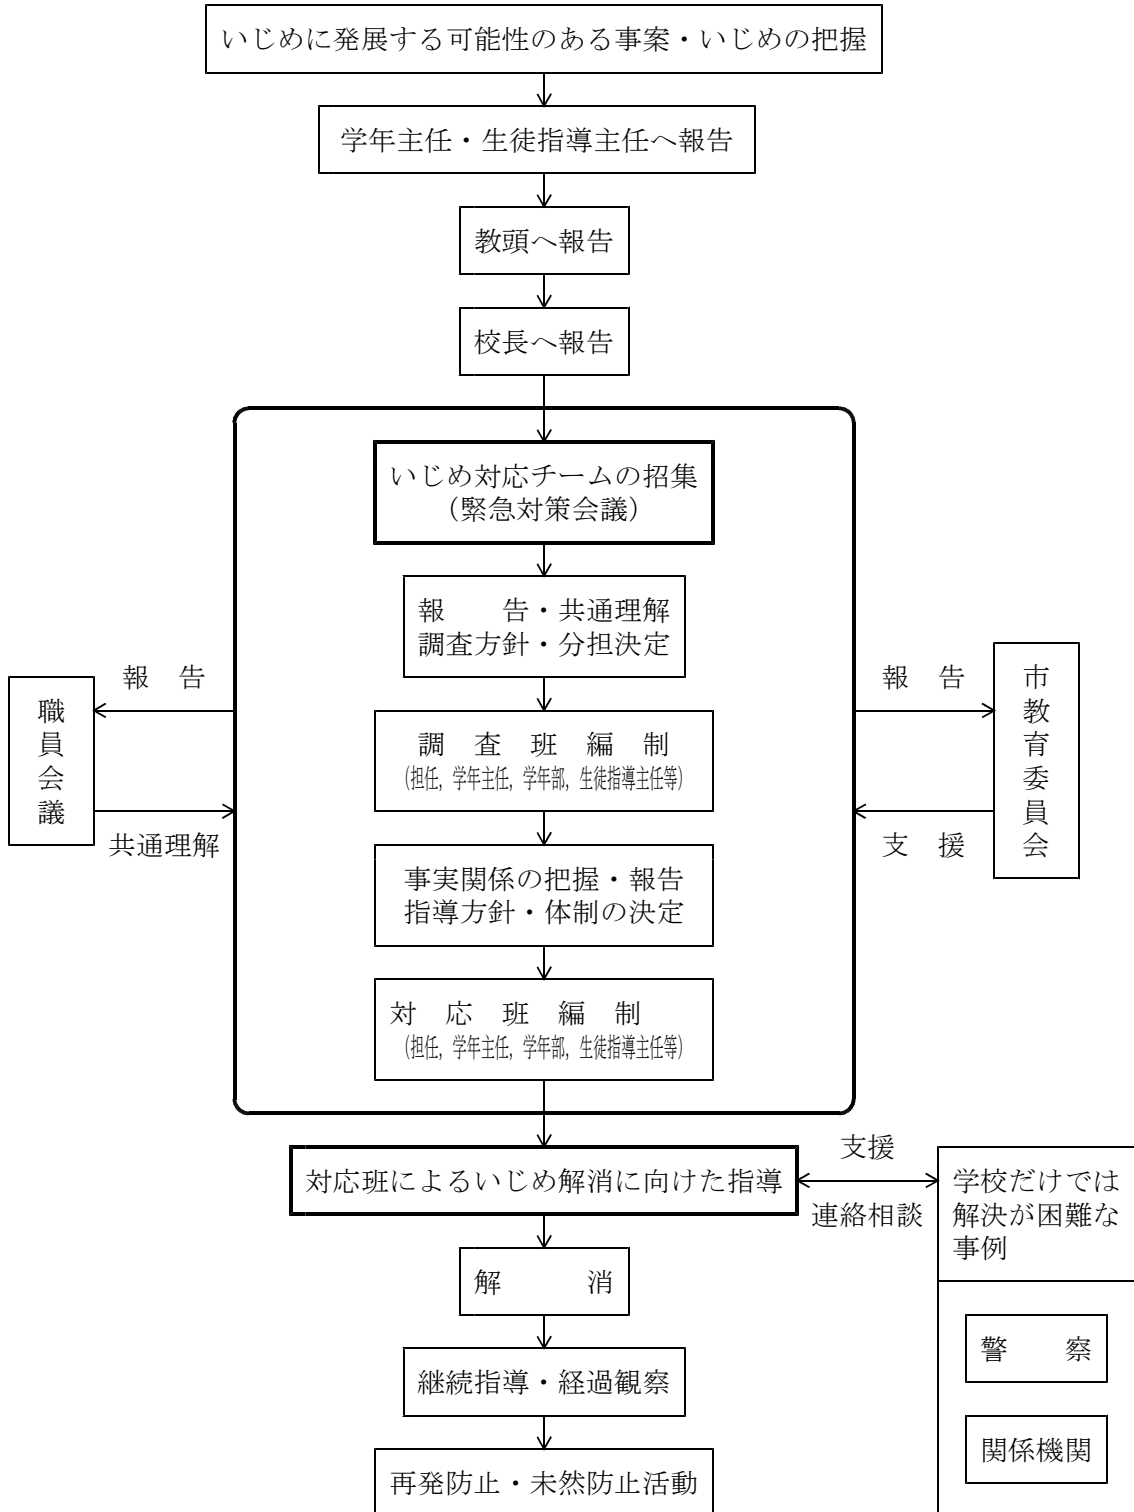 いじめに発展する可能性のある事案・いじめの把握
学年主任・生徒指導主任へ報告
教頭へ報告
校長へ報告
いじめ対応チームの招集
（緊急対策会議）
報　　告・共通理解
調査方針・分担決定
報　告
職員会議
共通理解
報　告
市教育委員会
支　援
調　査　班　編　制
(担任, 学年主任, 学年部, 生徒指導主任等)
事実関係の把握・報告
指導方針・体制の決定
対　応　班　編　制
(担任, 学年主任, 学年部, 生徒指導主任等)
対応班によるいじめ解消に向けた指導
支援
連絡相談
学校だけでは
解決が困難な
事例
警　　察
関係機関
解　　　消
継続指導・経過観察
再発防止・未然防止活動